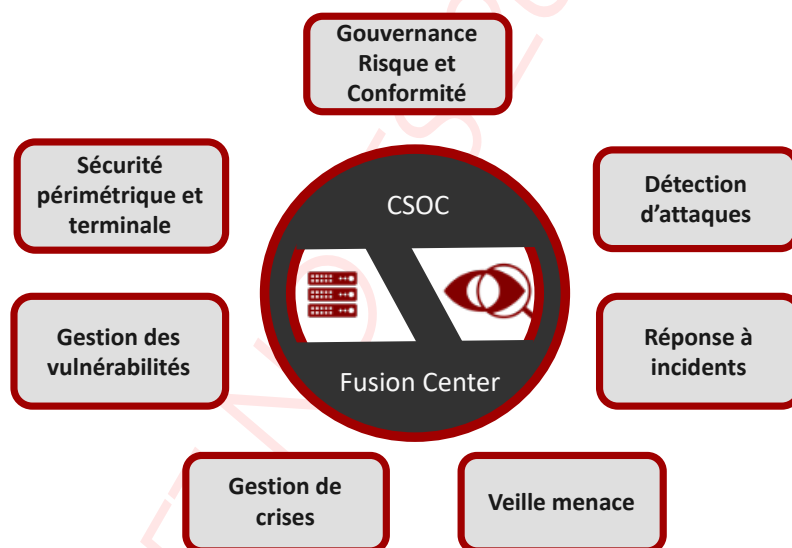 Gouvernance
Risque et
Conformité
Sécurité
périmétrique et
terminale
CSOC
Détection
d’attaques
Gestion des
vulnérabilités
Réponse à
incidents
Fusion Center
Gestion de
crises
Veille menace